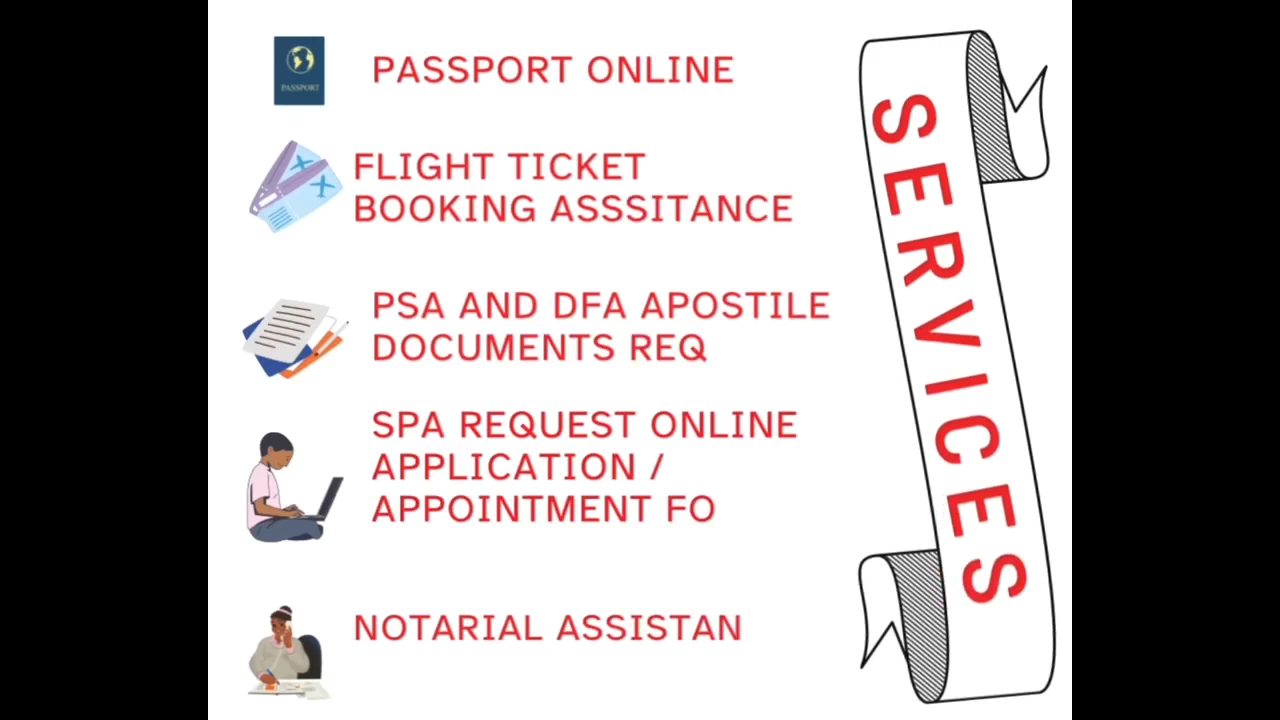 PASSPORT
PASSPORT ONLINE
FLIGHT TICKET
BOOKING ASSSITANCE
PSA AND DFA APOSTILE
DOCUMENTS REQ
SPA REQUEST ONLINE
APPLICATION /
APPOINTMENT FO
NOTARIAL ASSISTAN
SERVICES